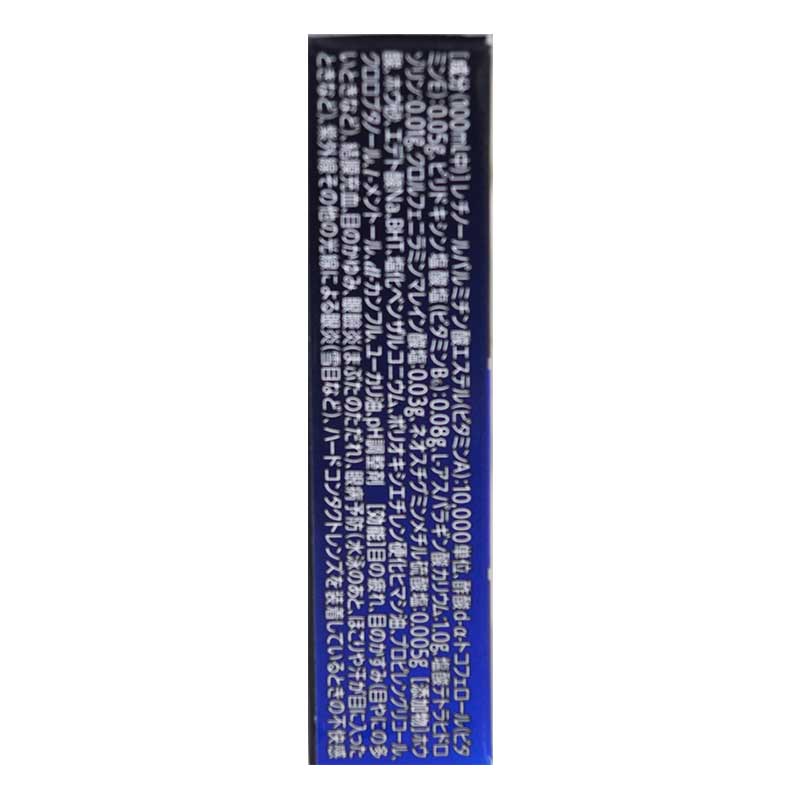 [成分(100mL中)]レチノールパルミチン酸エステル(ビタミンA):10,000単位、酢酸d-α-トコフェロール(ビタ
ミンE):0.05g、ピリドキシン塩酸塩(ビタミンB₆):0.08g、L-アスパラギン酸カリウム:1.0g、塩酸テトラヒドロ
ゾリン:0.01g、クロルフェニラミンマレイン酸塩:0.03g、ネオスチグミンメチル硫酸塩:0.005g [添加物]ホウ
酸、ホウ砂、エデト酸Na、BHT、塩化ベンザルコニウム、ポリオキシエチレン硬化ヒマシ油、プロピレングリコール、
クロロブタノール、l-メントール、dl-カンフル、ユーカリ油、pH調整剤 [効能]目の疲れ、目のかすみ(目やにの多
いときなど)、結膜充血、目のかゆみ、眼瞼炎(まぶたのただれ)、眼病予防(水泳のあと、ほこりや汗が目に入った
ときなど)、紫外線その他の光線による眼炎(雪目など)、ハードコンタクトレンズを装着しているときの不快感